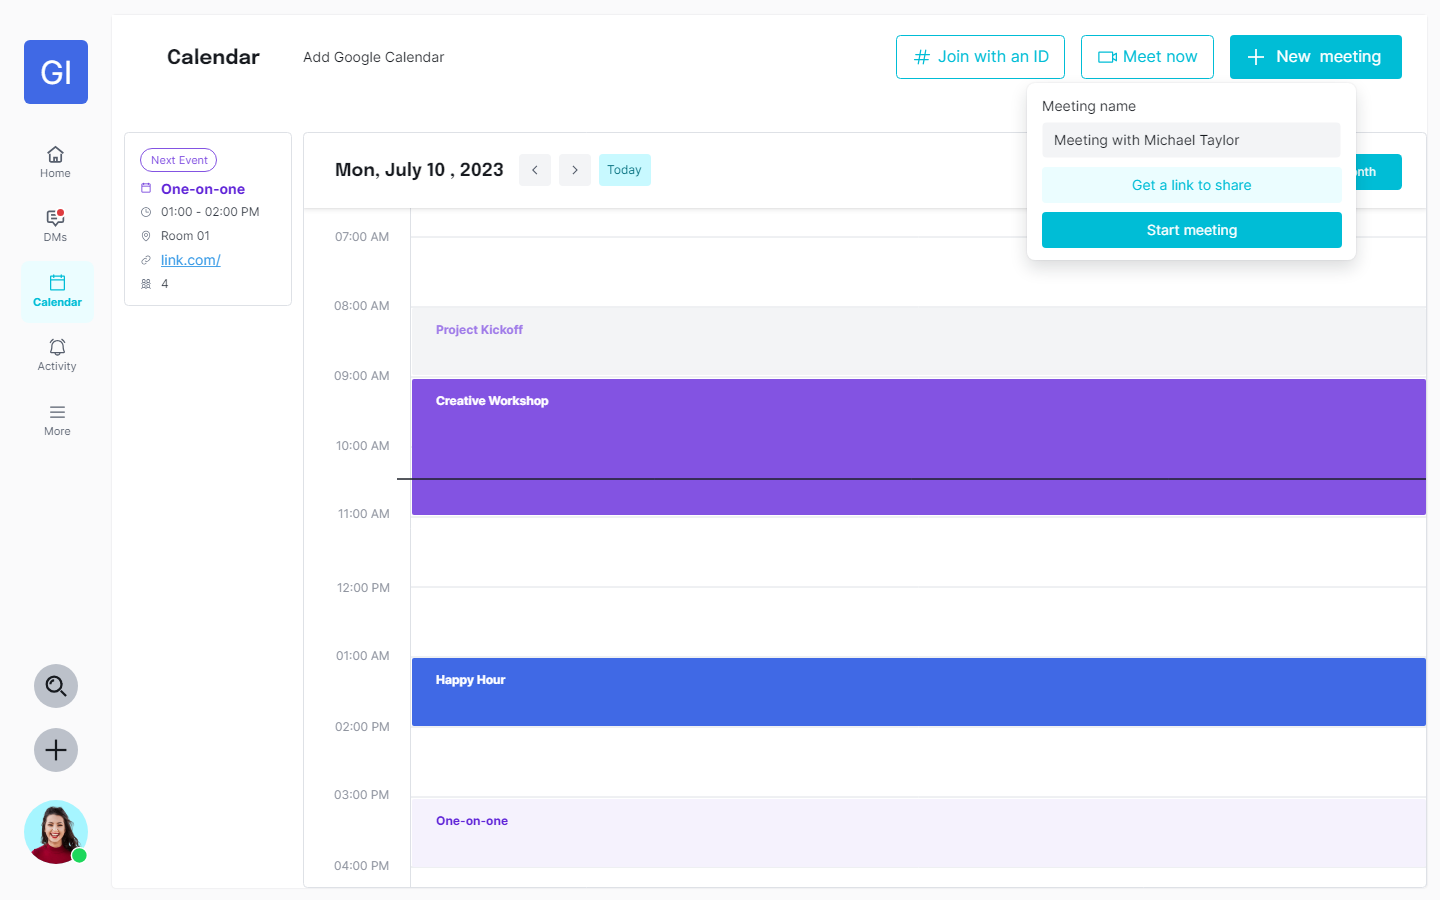 GI
Home
DMs
Calendar
Activity
More
Calendar
Add Google Calendar
Join with an ID
Meet now
New meeting
Meeting name
Meeting with Michael Taylor
Get a link to share
Start meeting
Next Event
One-on-one
01:00 - 02:00 PM
Room 01
link.com/
4
Mon, July 10 , 2023
Today
07:00 AM
08:00 AM
Project Kickoff
09:00 AM
Creative Workshop
10:00 AM
11:00 AM
12:00 PM
01:00 AM
Happy Hour
02:00 PM
03:00 PM
One-on-one
04:00 PM